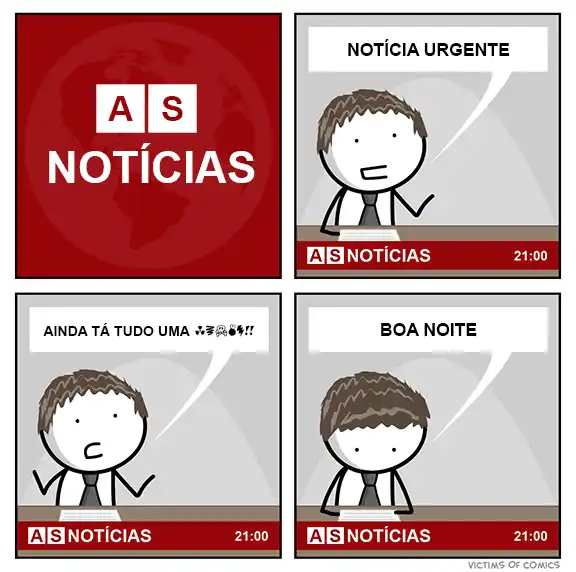 AS
NOTÍCIAS
NOTÍCIA URGENTE
AS NOTÍCIAS 21:00
AINDA TÁ TUDO UMA ☢🌪☠💣⚡!!
AS NOTÍCIAS 21:00
BOA NOITE
AS NOTÍCIAS 21:00
VICTIMS OF COMICS